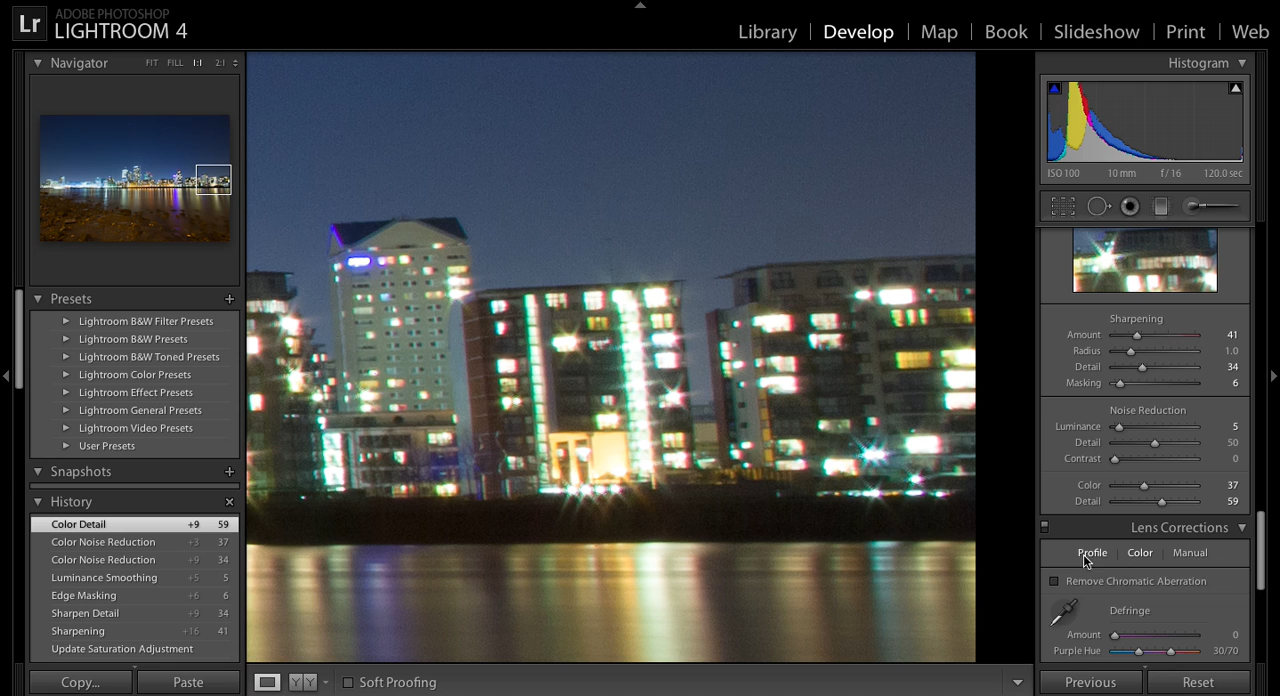 Lr
ADOBE PHOTOSHOP
LIGHTROOM 4
Library | Develop | Map | Book | Slideshow | Print | Web
Navigator FIT FILL 1:1 2:1
Presets +
Lightroom B&W Filter Presets
Lightroom B&W Presets
Lightroom B&W Toned Presets
Lightroom Color Presets
Lightroom Effect Presets
Lightroom General Presets
Lightroom Video Presets
User Presets
Snapshots +
History ×
Color Detail +9 59
Color Noise Reduction +3 37
Color Noise Reduction +9 34
Luminance Smoothing +5 5
Edge Masking +6 6
Sharpen Detail +9 34
Sharpening +16 41
Update Saturation Adjustment
Copy... Paste
YY Soft Proofing
Histogram
ISO 100 10 mm f / 16 120.0 sec
Sharpening
Amount 41
Radius 1.0
Detail 34
Masking 6
Noise Reduction
Luminance 5
Detail 50
Contrast 0
Color 37
Detail 59
Lens Corrections
Profile | Color | Manual
Remove Chromatic Aberration
Defringe
Amount 0
Purple Hue 30/70
Previous Reset